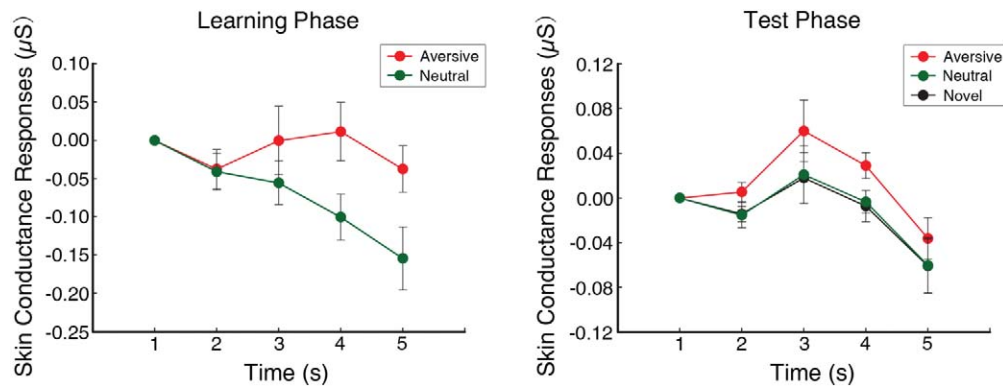 Learning Phase
Skin Conductance Responses (µS)
0.10
0.05
0.00
-0.05
-0.10
-0.15
-0.20
-0.25
Aversive
Neutral
1 2 3 4 5
Time (s)
Test Phase
Skin Conductance Responses (µS)
0.12
0.08
0.04
0.00
-0.04
-0.08
-0.12
Aversive
Neutral
Novel
1 2 3 4 5
Time (s)